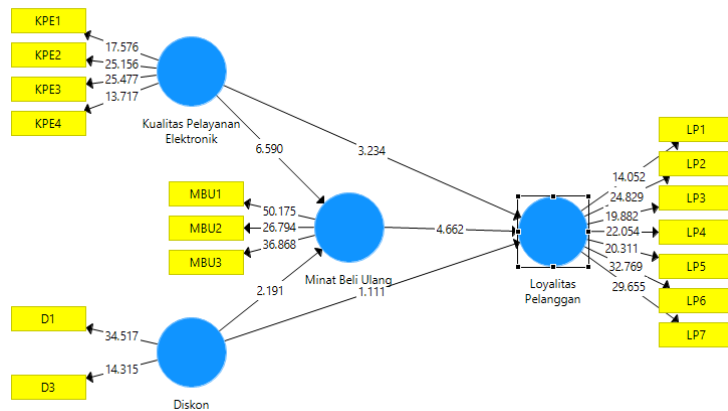 KPE1
KPE2
KPE3
KPE4
17.576
25.156
25.477
13.717
Kualitas Pelayanan
Elektronik
6.590
3.234
MBU1
MBU2
MBU3
50.175
26.794
36.868
Minat Beli Ulang
4.662
2.191
1.111
D1
D3
34.517
14.315
Diskon
Loyalitas
Pelanggan
14.052
24.829
19.882
22.054
20.311
32.769
29.655
LP1
LP2
LP3
LP4
LP5
LP6
LP7